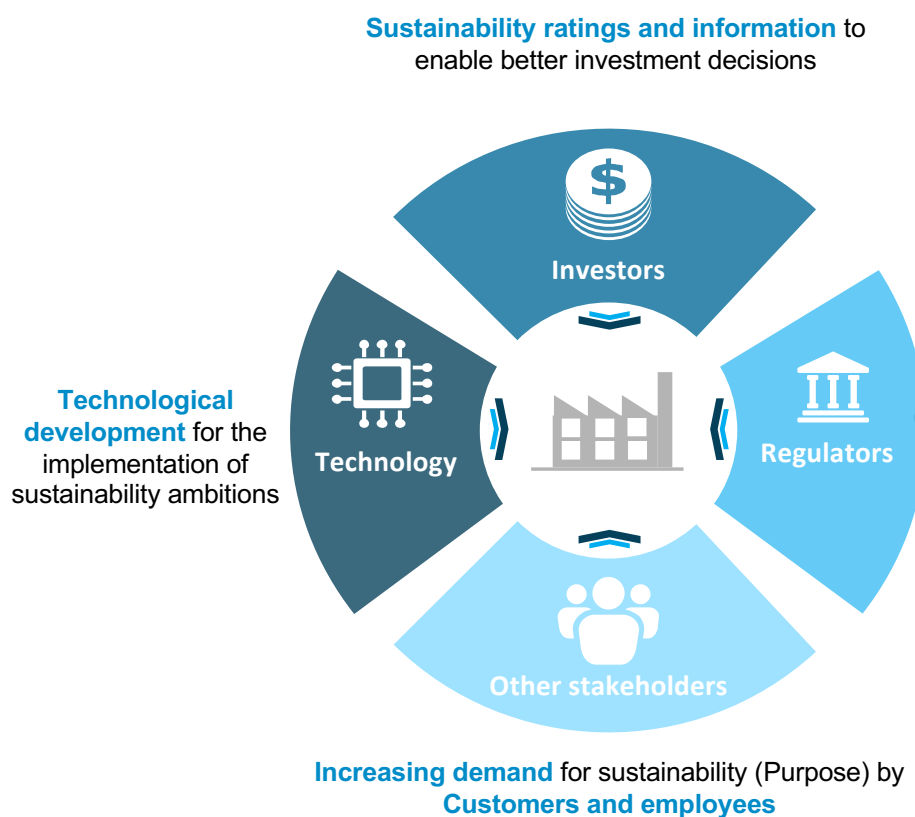 Sustainability ratings and information to
enable better investment decisions
$
Investors
Technological
development for the
implementation of
sustainability ambitions
Technology
Regulators
Other stakeholders
Increasing demand for sustainability (Purpose) by
Customers and employees